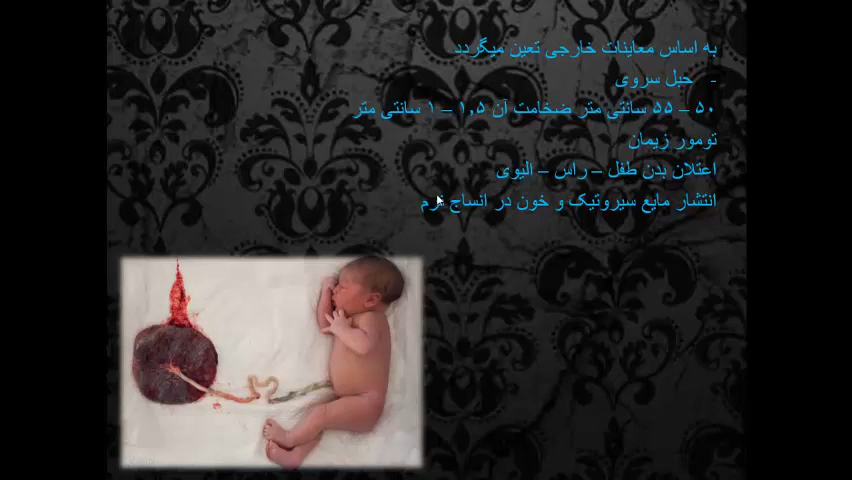 به اساس معاینات خارجی تعین میگردد
- حبل سروی
۵۰ – ۵۵ سانتی متر ضخامت آن ۱,۵ – ۱ سانتی متر
تومور زیمان
اعتلان بدن طفل – راس – الیوی
انتشار مایع سیروتیک و خون در انساج نرم